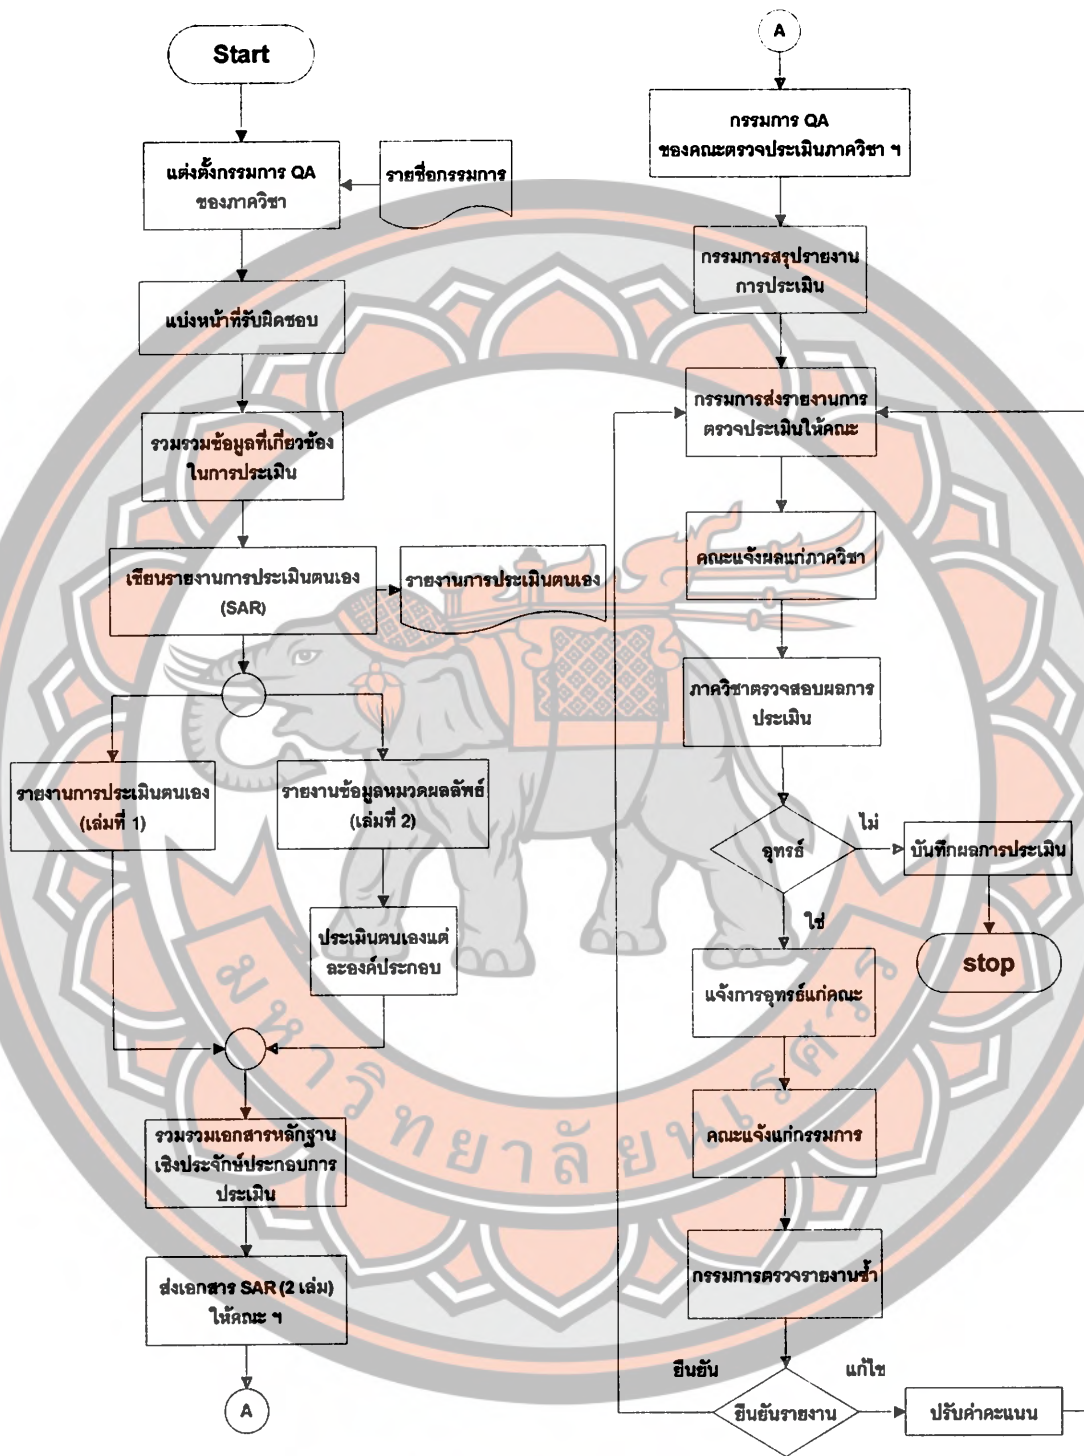 Start
แต่งตั้งกรรมการ QA
ของภาควิชา
รายชื่อกรรมการ
แบ่งหน้าที่รับผิดชอบ
รวมรวมข้อมูลที่เกี่ยวข้อง
ในการประเมิน
เขียนรายงานการประเมินตนเอง
(SAR)
รายงานการประเมินตนเอง
รายงานการประเมินตนเอง
(เล่มที่ 1)
รายงานข้อมูลหมวดผลลัพธ์
(เล่มที่ 2)
ประเมินตนเองแต่
ละองค์ประกอบ
รวมรวมเอกสารหลักฐาน
เชิงประจักษ์ประกอบการ
ประเมิน
ส่งเอกสาร SAR (2 เล่ม)
ให้คณะ ฯ
A
A
กรรมการ QA
ของคณะตรวจประเมินภาควิชา ฯ
กรรมการสรุปรายงาน
การประเมิน
กรรมการส่งรายงานการ
ตรวจประเมินให้คณะ
คณะแจ้งผลแก่ภาควิชา
ภาควิชาตรวจสอบผลการ
ประเมิน
อุทรธ์
ไม่
บันทึกผลการประเมิน
stop
ใช่
แจ้งการอุทรธ์แก่คณะ
คณะแจ้งแก่กรรมการ
กรรมการตรวจรายงานซ้ำ
ยืนยัน
แก้ไข
ยืนยันรายงาน
ปรับค่าคะแนน
มหาวิทยาลัยนเรศวร